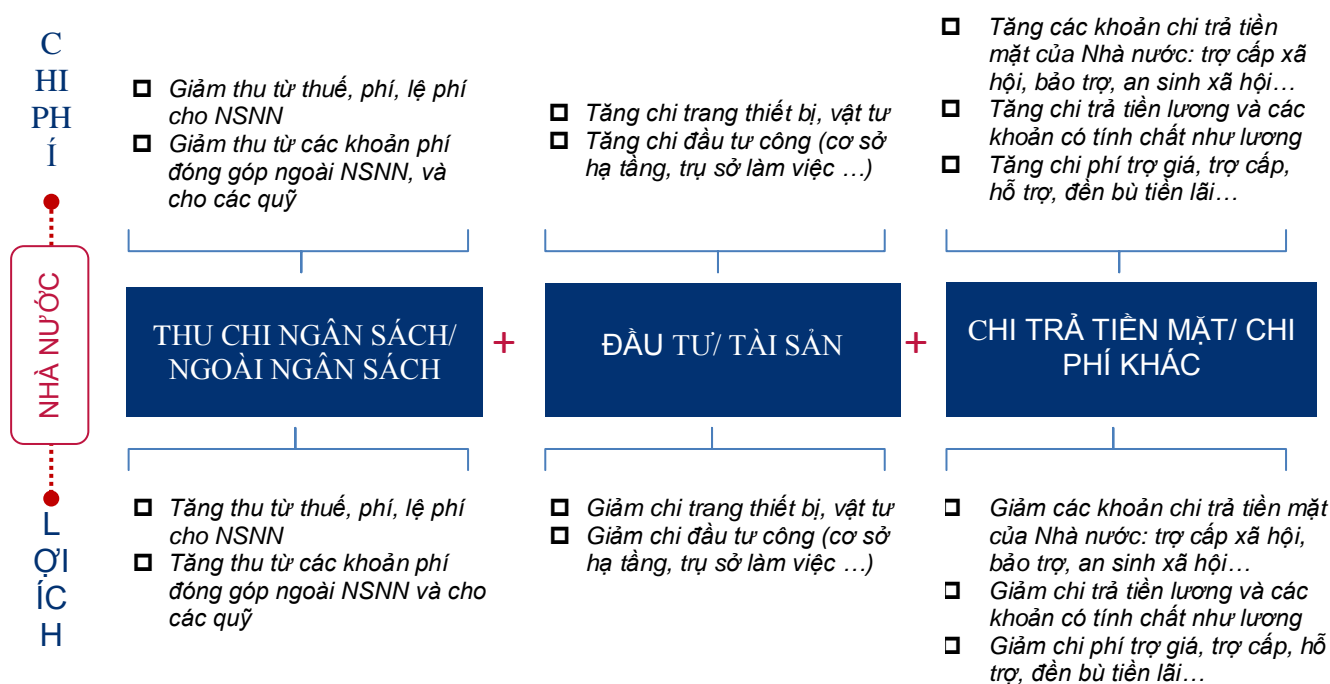 C
HI
PH
Í
NHÀ NƯỚC
L
ỢI
ÍC
H
Giảm thu từ thuế, phí, lệ phí
cho NSNN
Giảm thu từ các khoản phí
đóng góp ngoài NSNN, và
cho các quỹ
Tăng chi trang thiết bị, vật tư
Tăng chi đầu tư công (cơ sở
hạ tầng, trụ sở làm việc …)
Tăng các khoản chi trả tiền
mặt của Nhà nước: trợ cấp xã
hội, bảo trợ, an sinh xã hội…
Tăng chi trả tiền lương và các
khoản có tính chất như lương
Tăng chi phí trợ giá, trợ cấp,
hỗ trợ, đền bù tiền lãi…
THU CHI NGÂN SÁCH/
NGOÀI NGÂN SÁCH
+
ĐẦU TƯ/ TÀI SẢN
+
CHI TRẢ TIỀN MẶT/ CHI
PHÍ KHÁC
Tăng thu từ thuế, phí, lệ phí
cho NSNN
Tăng thu từ các khoản phí
đóng góp ngoài NSNN và cho
các quỹ
Giảm chi trang thiết bị, vật tư
Giảm chi đầu tư công (cơ sở
hạ tầng, trụ sở làm việc …)
Giảm các khoản chi trả tiền mặt
của Nhà nước: trợ cấp xã hội,
bảo trợ, an sinh xã hội…
Giảm chi trả tiền lương và các
khoản có tính chất như lương
Giảm chi phí trợ giá, trợ cấp, hỗ
trợ, đền bù tiền lãi…